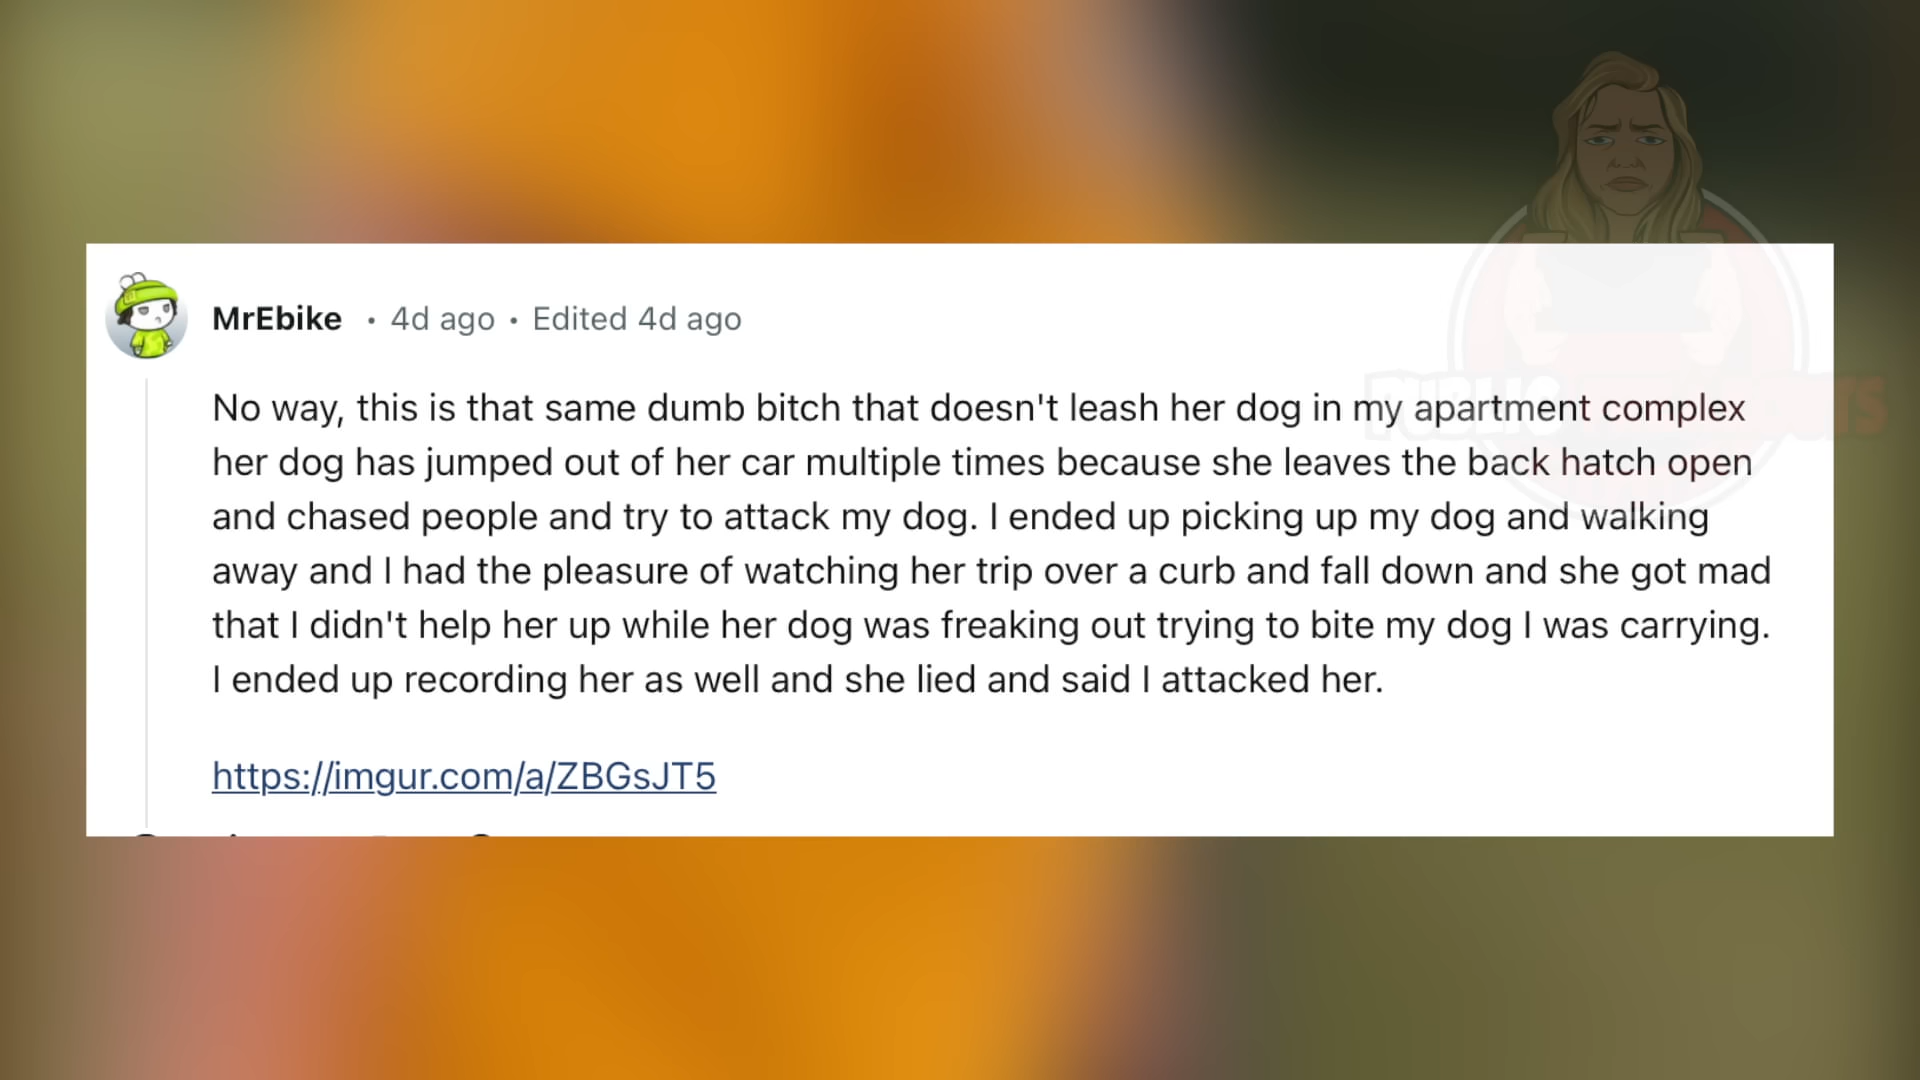 MrEbike • 4d ago • Edited 4d ago
No way, this is that same dumb bitch that doesn't leash her dog in my apartment complex
her dog has jumped out of her car multiple times because she leaves the back hatch open
and chased people and try to attack my dog. I ended up picking up my dog and walking
away and I had the pleasure of watching her trip over a curb and fall down and she got mad
that I didn't help her up while her dog was freaking out trying to bite my dog I was carrying.
I ended up recording her as well and she lied and said I attacked her.
https://imgur.com/a/ZBGsJT5
PUBLIC